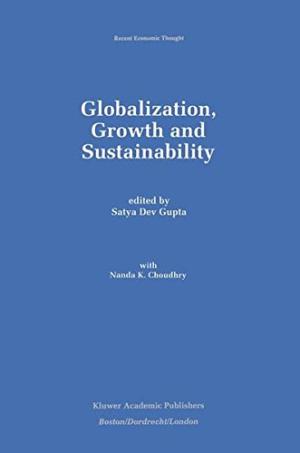 Recent Economic Thought
Globalization,
Growth and
Sustainability
edited by
Satya Dev Gupta
with
Nanda K. Choudhry
Kluwer Academic Publishers
Boston/Dordrecht/London